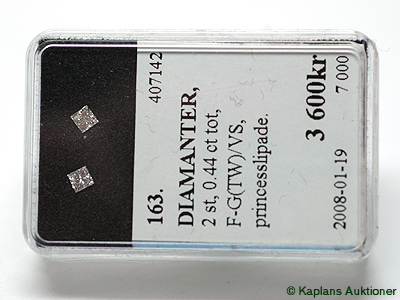 407142
163.
DIAMANTER,
2 st, 0.44 ct tot,
F-G(TW)/VS,
princesslipade.
3 600kr
7 000
2008-01-19
© Kaplans Auktioner